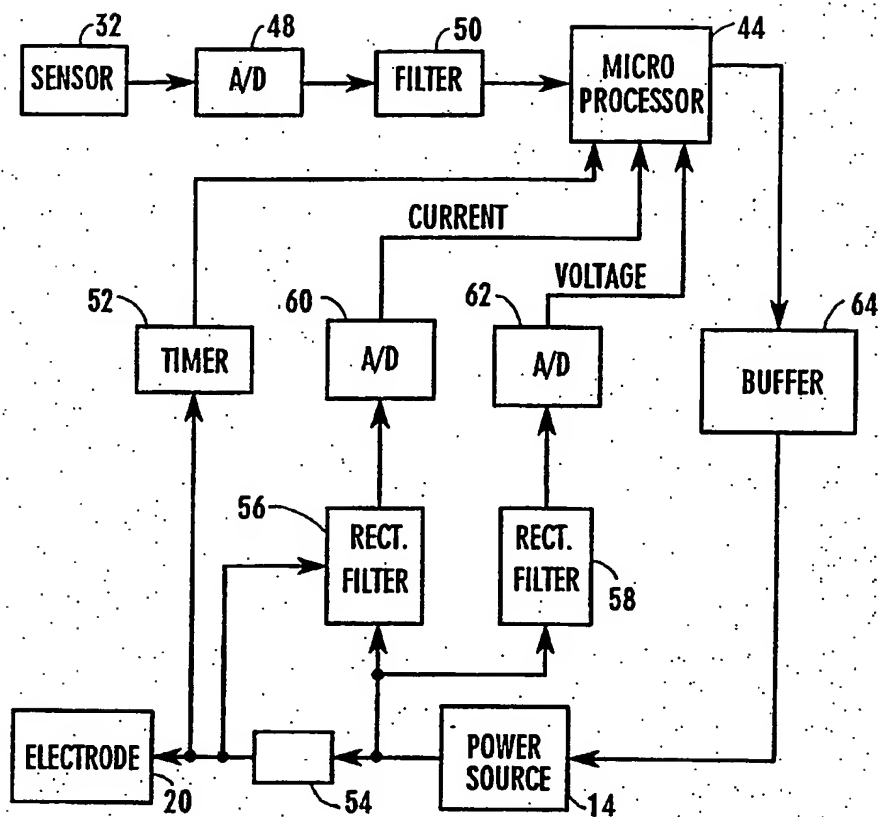 32
48
50
44
SENSOR
A/D
FILTER
MICRO
PROCESSOR
CURRENT
VOLTAGE
52
60
62
64
TIMER
A/D
A/D
BUFFER
56
RECT.
FILTER
RECT.
FILTER
58
ELECTRODE
POWER
SOURCE
20
54
14